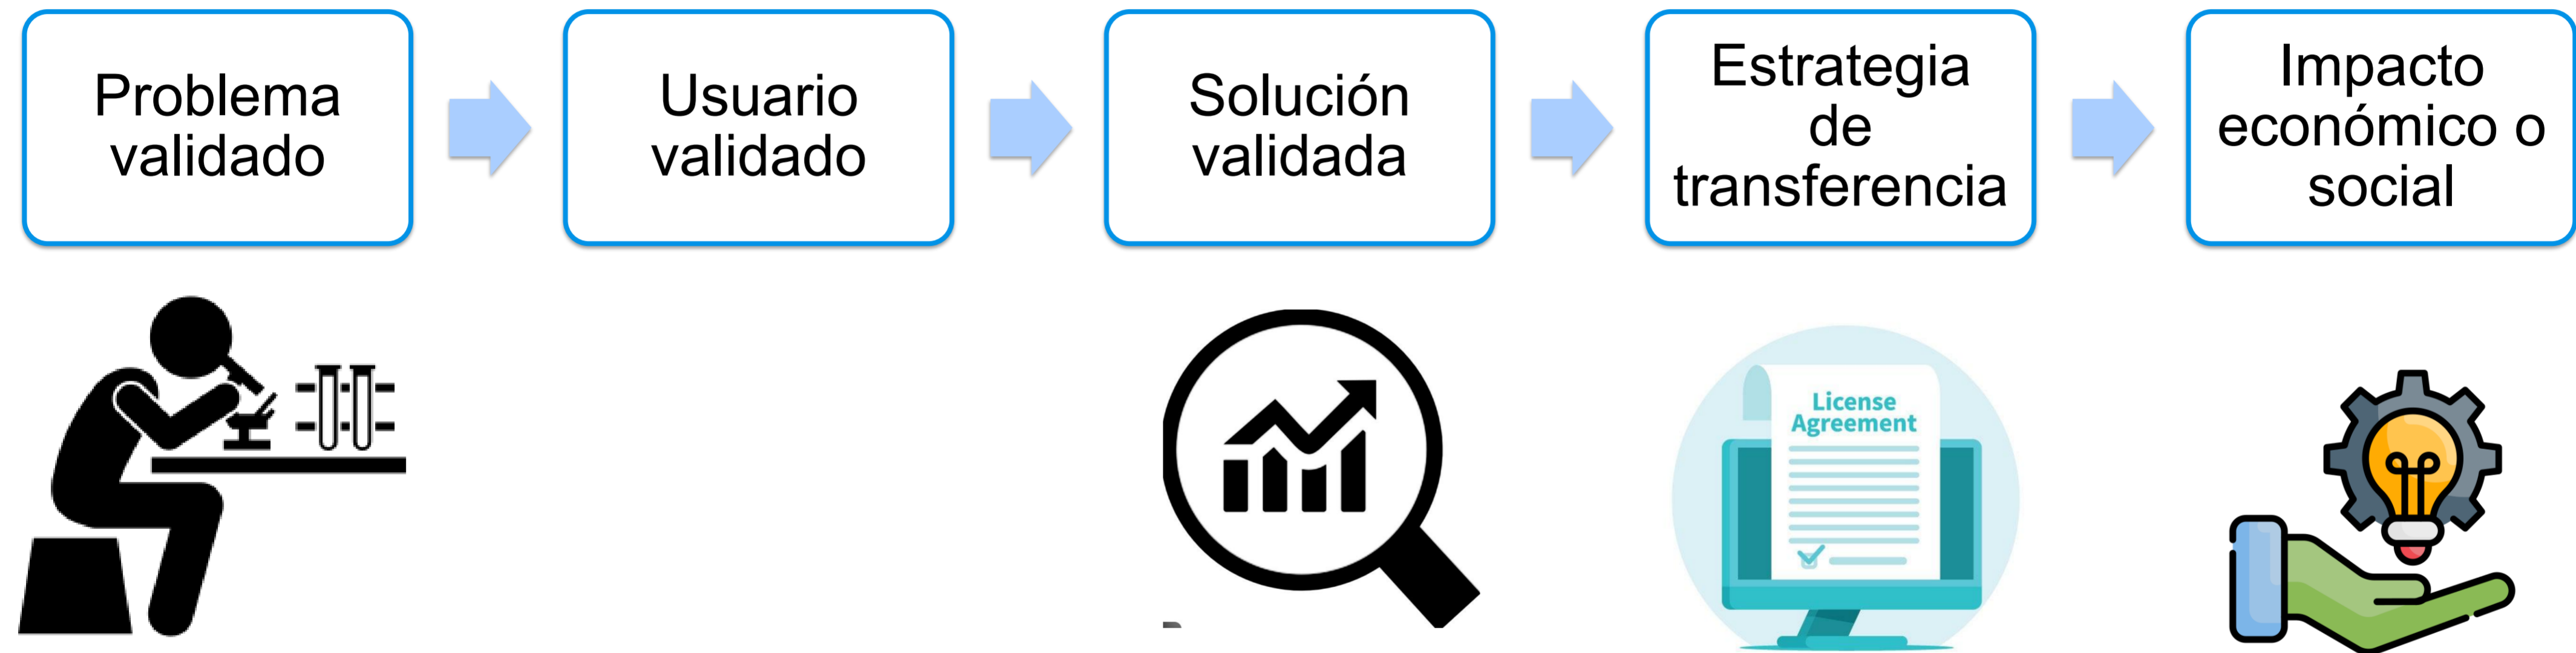 Problema
validado
Usuario
validado
Solución
validada
Estrategia
de
transferencia
Impacto
económico o
social
License
Agreement